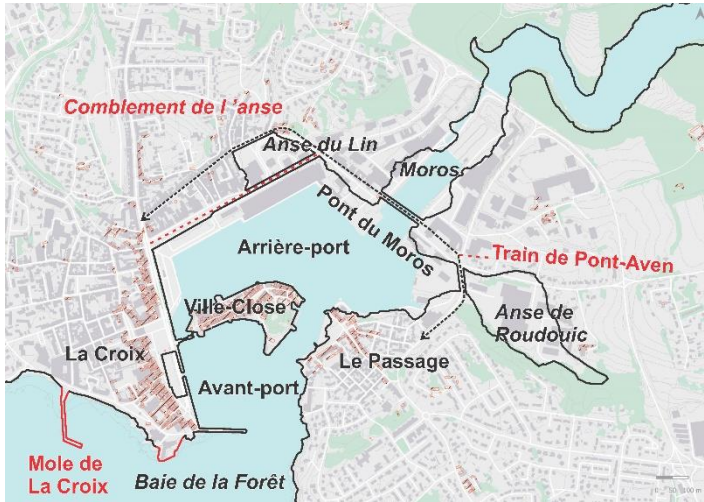 Comblement de l 'anse
Anse du Lin
Moros
Pont du Moros
Arrière-port
Train de Pont-Aven
Ville-Close
Anse de
Roudouic
La Croix
Le Passage
Avant-port
Mole de
La Croix
Baie de la Forêt